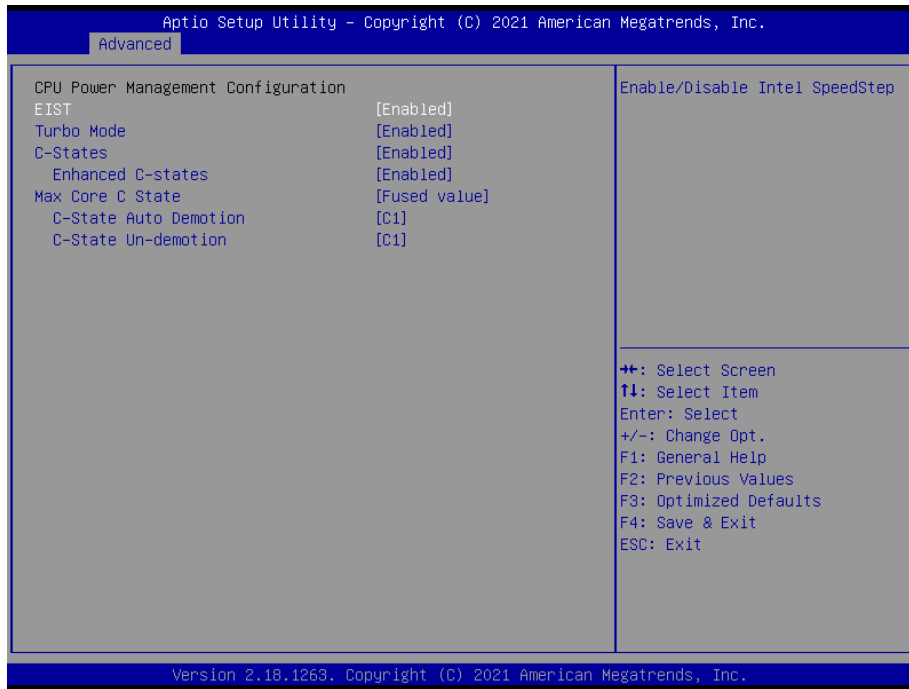 Aptio Setup Utility – Copyright (C) 2021 American Megatrends, Inc.
Advanced
CPU Power Management Configuration
EIST [Enabled]
Turbo Mode [Enabled]
C-States [Enabled]
Enhanced C-states [Enabled]
Max Core C State [Fused value]
C-State Auto Demotion [C1]
C-State Un-demotion [C1]
Enable/Disable Intel SpeedStep
→←: Select Screen
↑↓: Select Item
Enter: Select
+/-: Change Opt.
F1: General Help
F2: Previous Values
F3: Optimized Defaults
F4: Save & Exit
ESC: Exit
Version 2.18.1263. Copyright (C) 2021 American Megatrends, Inc.